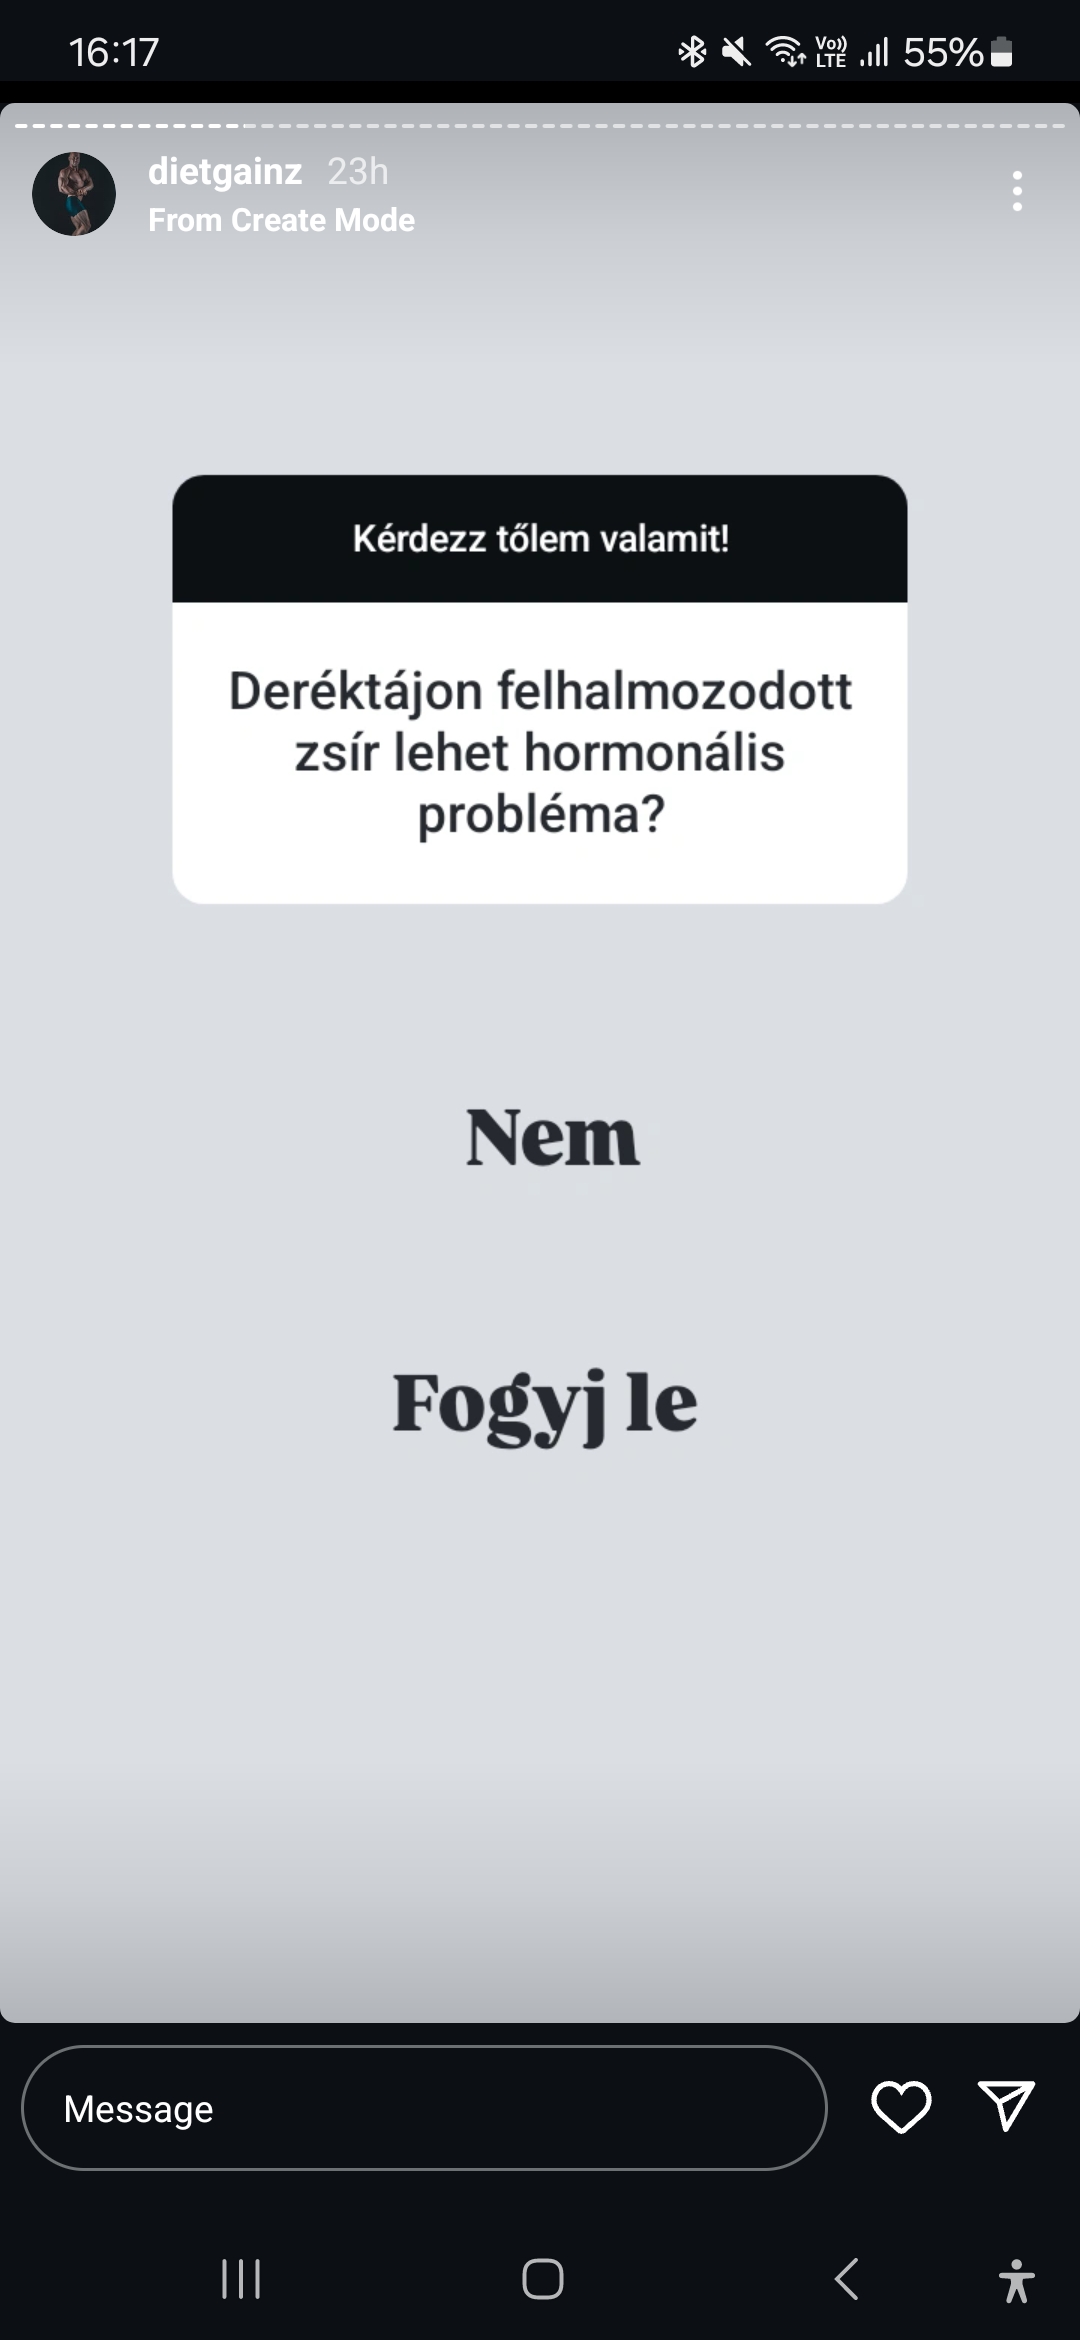 16:17
Vo))
LTE
55%
dietgainz 23h
From Create Mode
Kérdezz tőlem valamit!
Deréktájon felhalmozodott
zsír lehet hormonális
probléma?
Nem
Fogyj le
Message